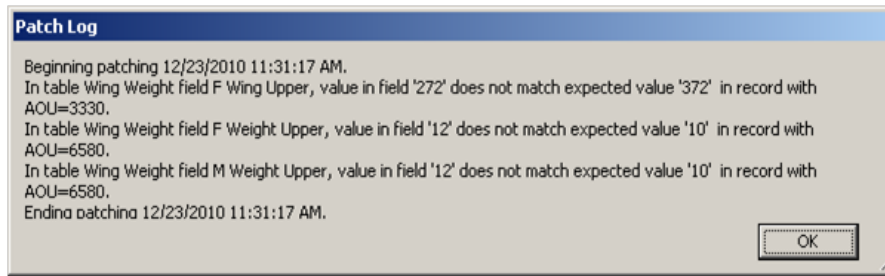 Patch Log
Beginning patching 12/23/2010 11:31:17 AM.
In table Wing Weight field F Wing Upper, value in field '272' does not match expected value '372'  in record with
AOU=3330.
In table Wing Weight field F Weight Upper, value in field '12' does not match expected value '10'  in record with
AOU=6580.
In table Wing Weight field M Weight Upper, value in field '12' does not match expected value '10'  in record with
AOU=6580.
Ending patching 12/23/2010 11:31:17 AM.
OK